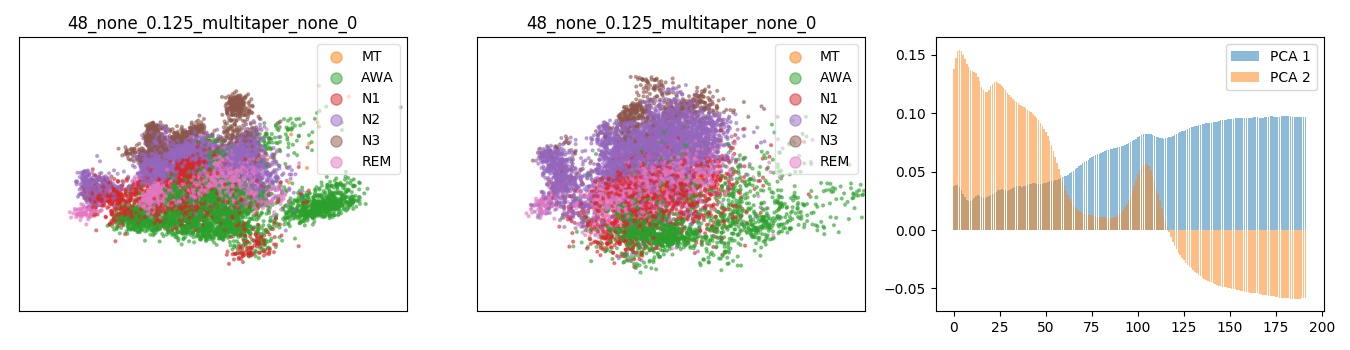 48_none_0.125_multitaper_none_0
MT
AWA
N1
N2
N3
REM
48_none_0.125_multitaper_none_0
MT
AWA
N1
N2
N3
REM
0.15
0.10
0.05
0.00
−0.05
0
25
50
75
100
125
150
175
200
PCA 1
PCA 2